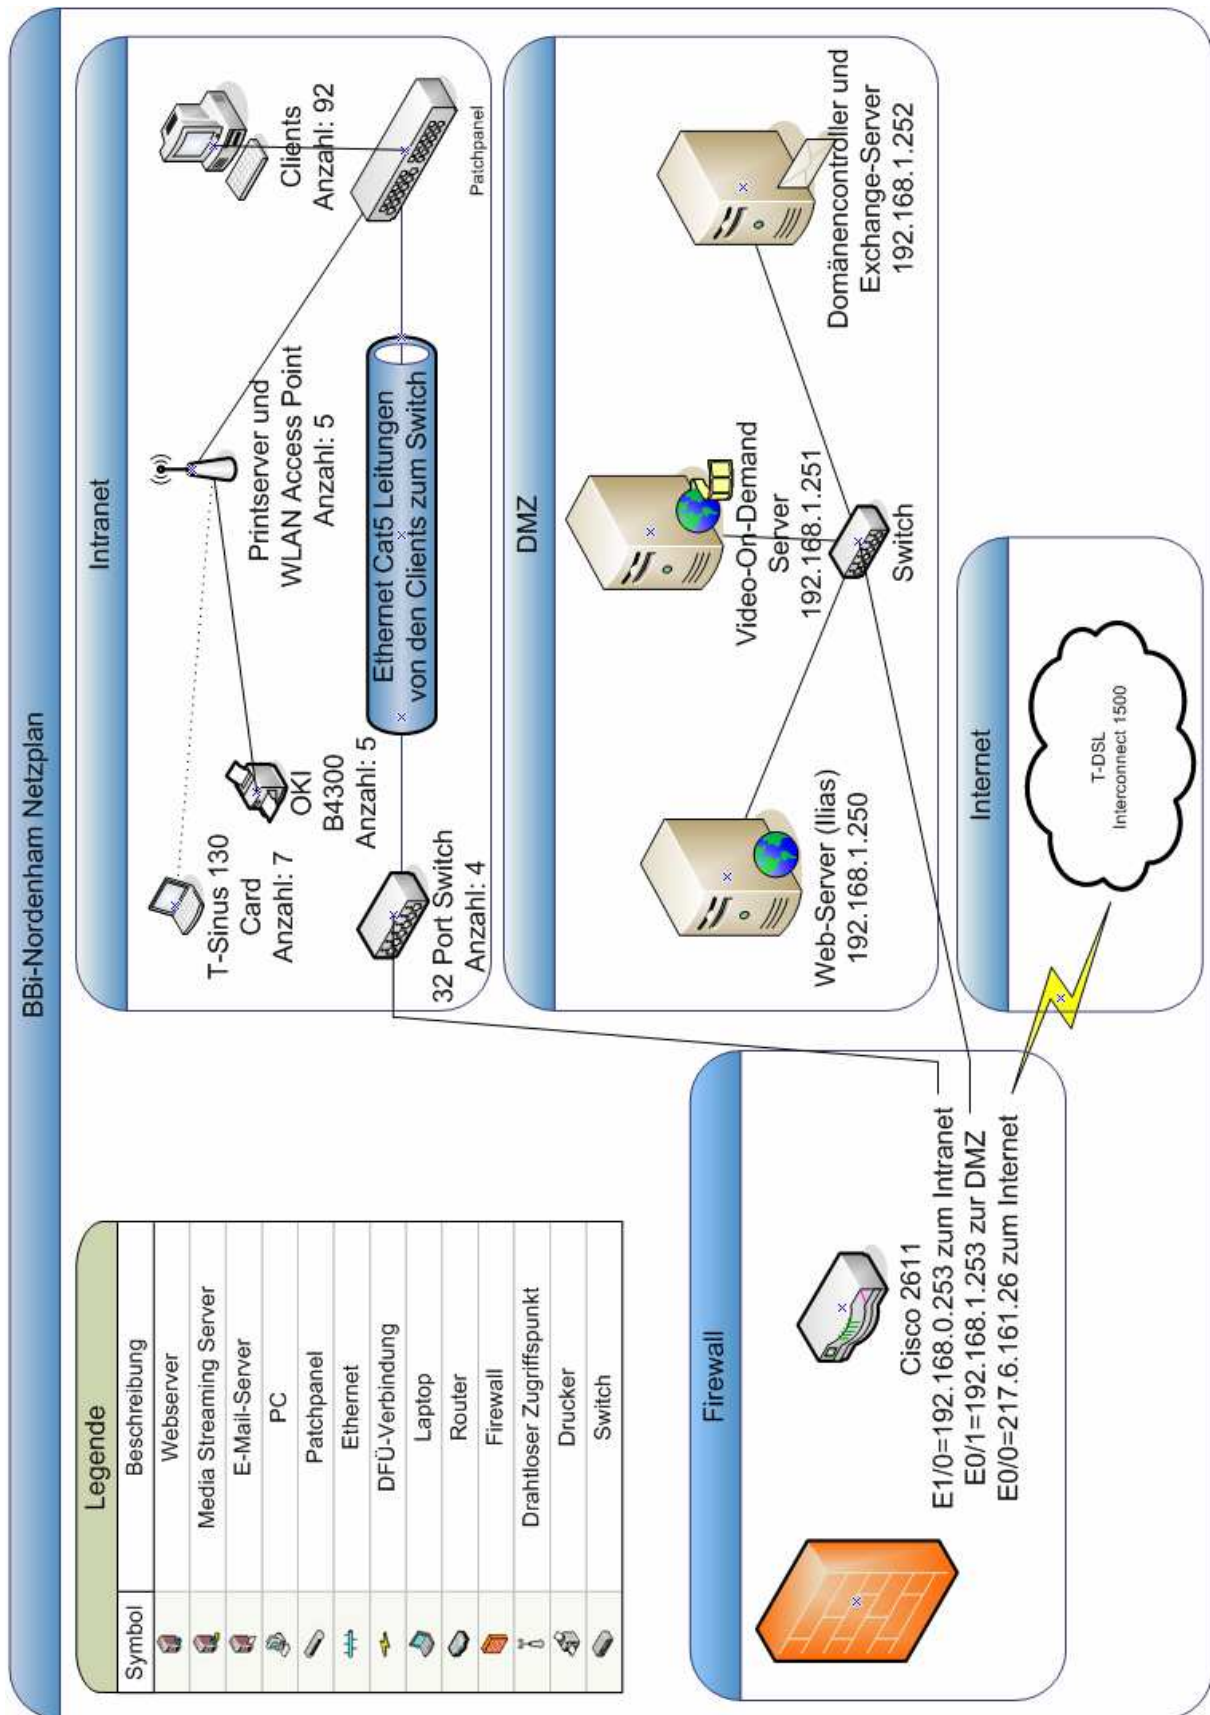 BBi-Nordenham Netzplan
Legende
Symbol
Beschreibung
Webserver
Media Streaming Server
E-Mail-Server
PC
Patchpanel
Ethernet
DFÜ-Verbindung
Laptop
Router
Firewall
Drahtloser Zugriffspunkt
Drucker
Switch
Intranet
T-Sinus 130
Card
Anzahl: 7
OKI
B4300
Anzahl: 5
Printserver und
WLAN Access Point
Anzahl: 5
Clients
Anzahl: 92
32 Port Switch
Anzahl: 4
Ethernet Cat5 Leitungen
von den Clients zum Switch
Patchpanel
DMZ
Web-Server (Ilias)
192.168.1.250
Video-On-Demand
Server
192.168.1.251
Domänencontroller und
Exchange-Server
192.168.1.252
Switch
Firewall
Cisco 2611
E1/0=192.168.0.253 zum Intranet
E0/1=192.168.1.253 zur DMZ
E0/0=217.6.161.26 zum Internet
Internet
T-DSL
Interconnect 1500